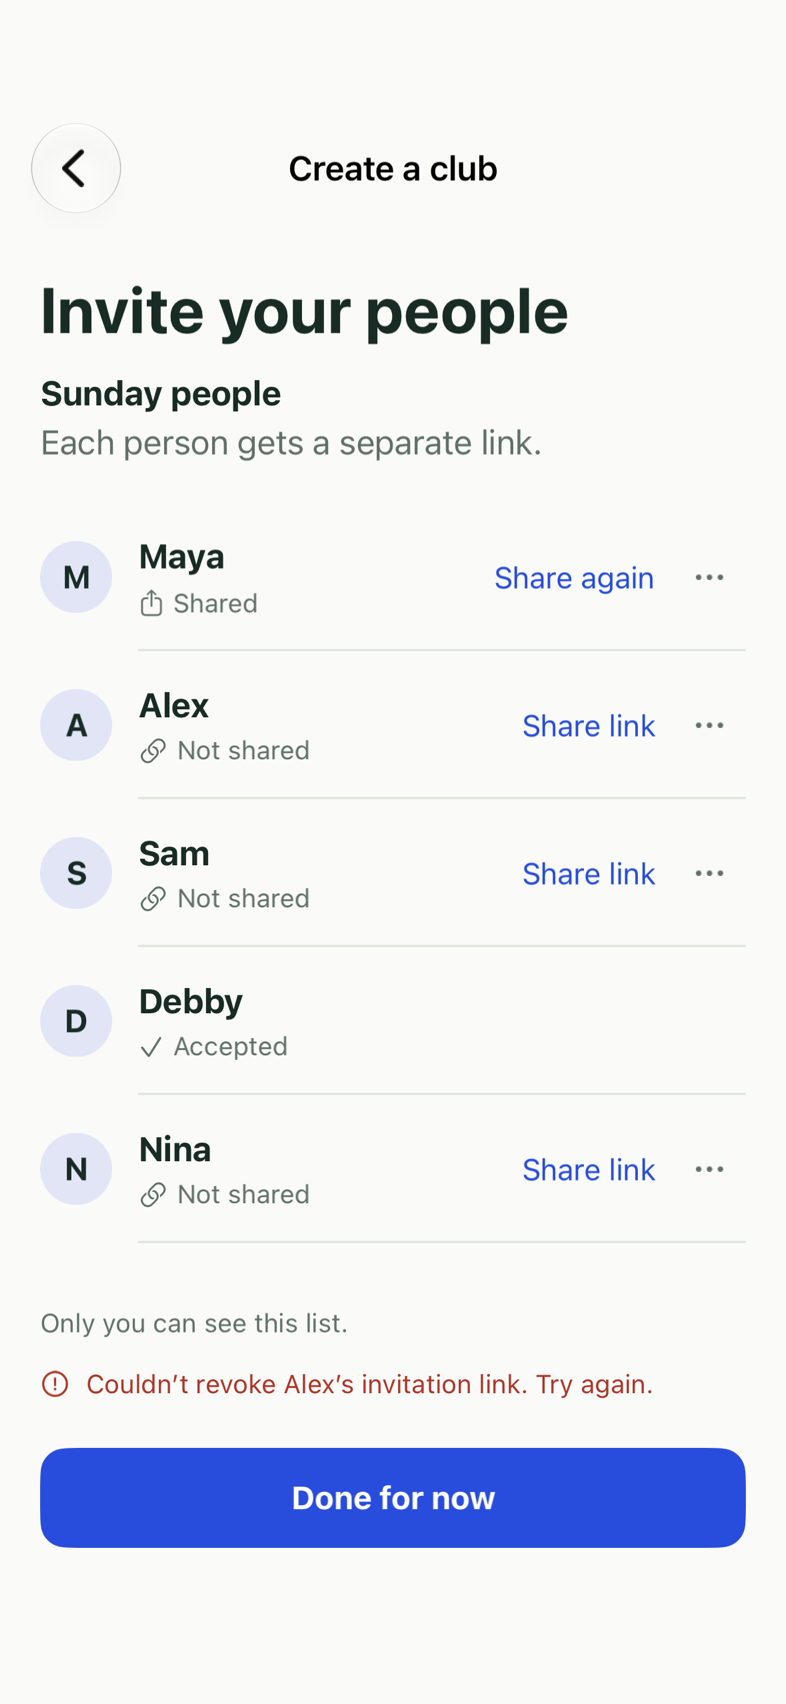 Create a club
Invite your people
Sunday people
Each person gets a separate link.
M
Maya
Shared
Share again
A
Alex
Not shared
Share link
S
Sam
Not shared
Share link
D
Debby
Accepted
N
Nina
Not shared
Share link
Only you can see this list.
Couldn’t revoke Alex’s invitation link. Try again.
Done for now